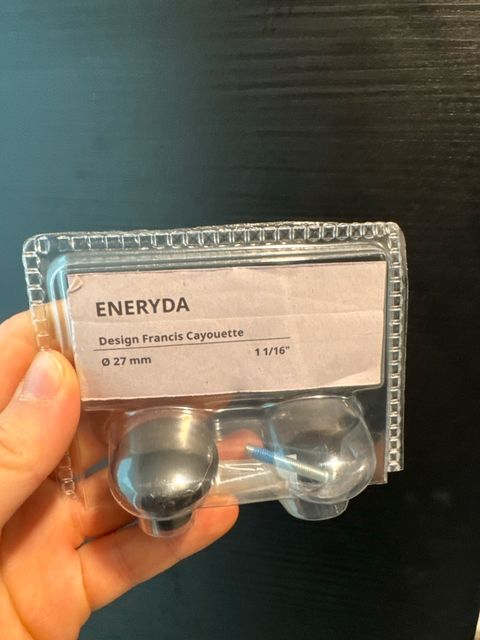 ENERYDA
Design Francis Cayouette
Ø 27 mm 1 1/16"